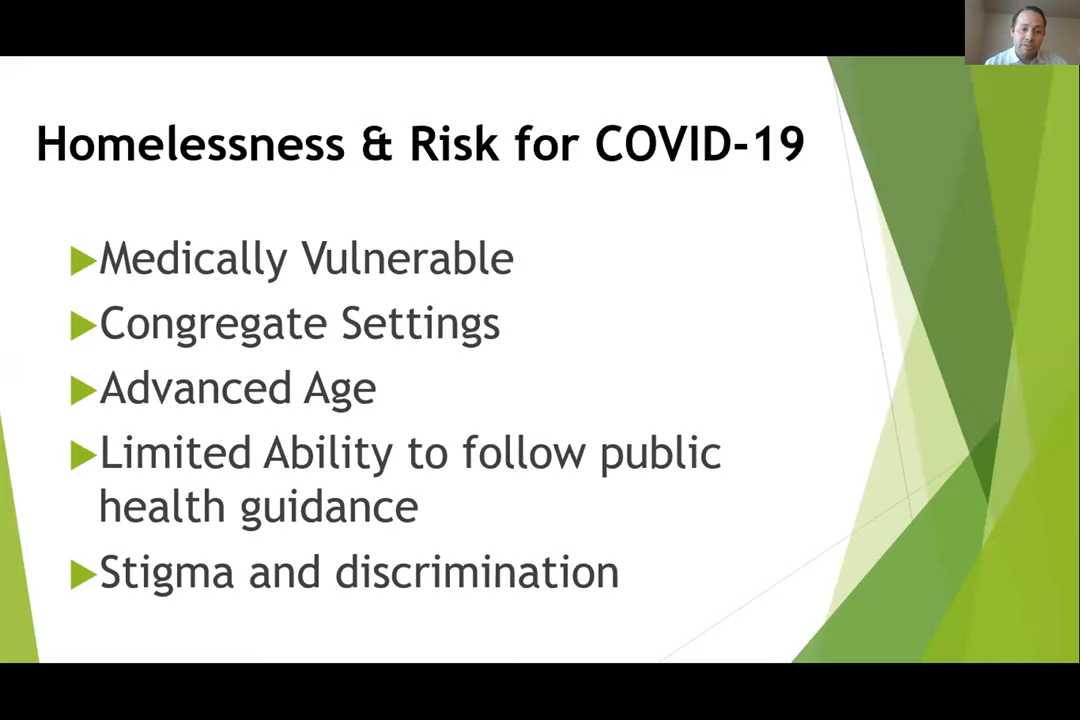 Homelessness & Risk for COVID-19
Medically Vulnerable
Congregate Settings
Advanced Age
Limited Ability to follow public
health guidance
Stigma and discrimination